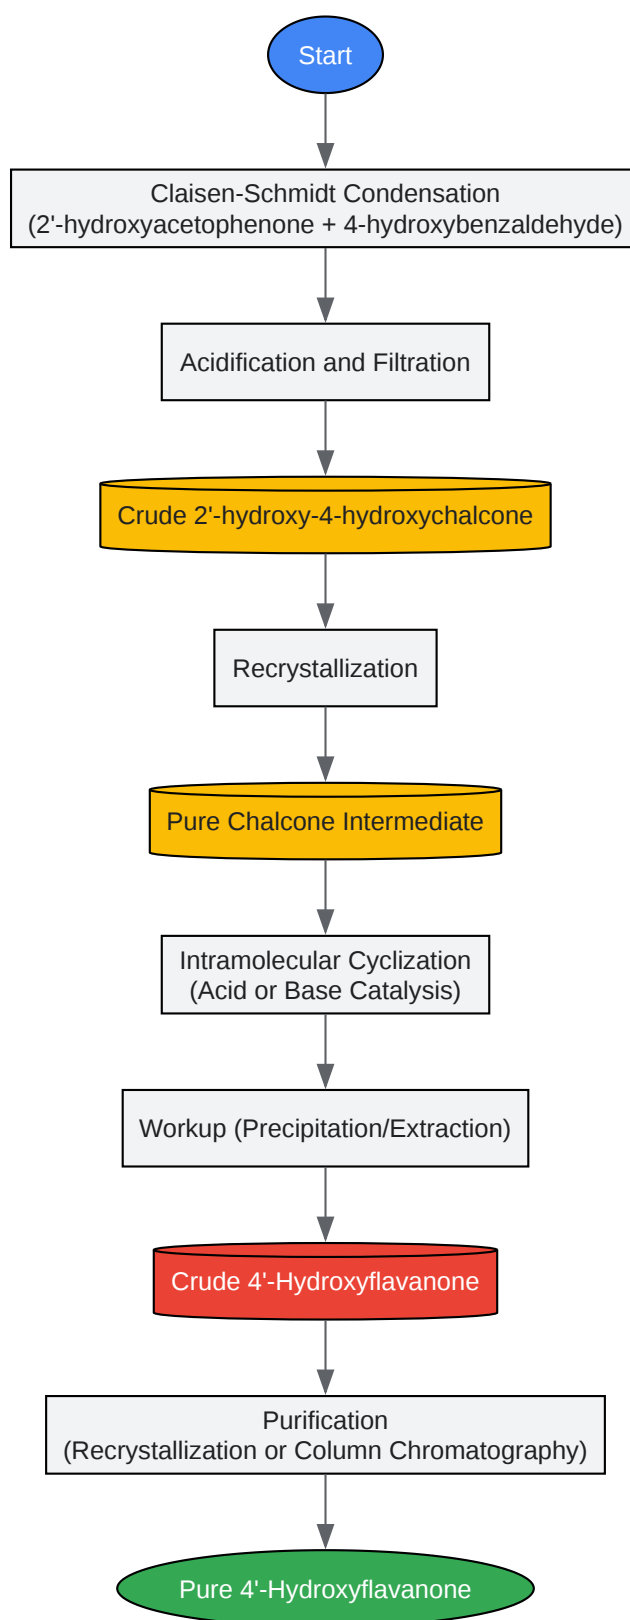 Start
Claisen-Schmidt Condensation
(2'-hydroxyacetophenone + 4-hydroxybenzaldehyde)
Acidification and Filtration
Crude 2'-hydroxy-4-hydroxychalcone
Recrystallization
Pure Chalcone Intermediate
Intramolecular Cyclization
(Acid or Base Catalysis)
Workup (Precipitation/Extraction)
Crude 4'-Hydroxyflavanone
Purification
(Recrystallization or Column Chromatography)
Pure 4'-Hydroxyflavanone